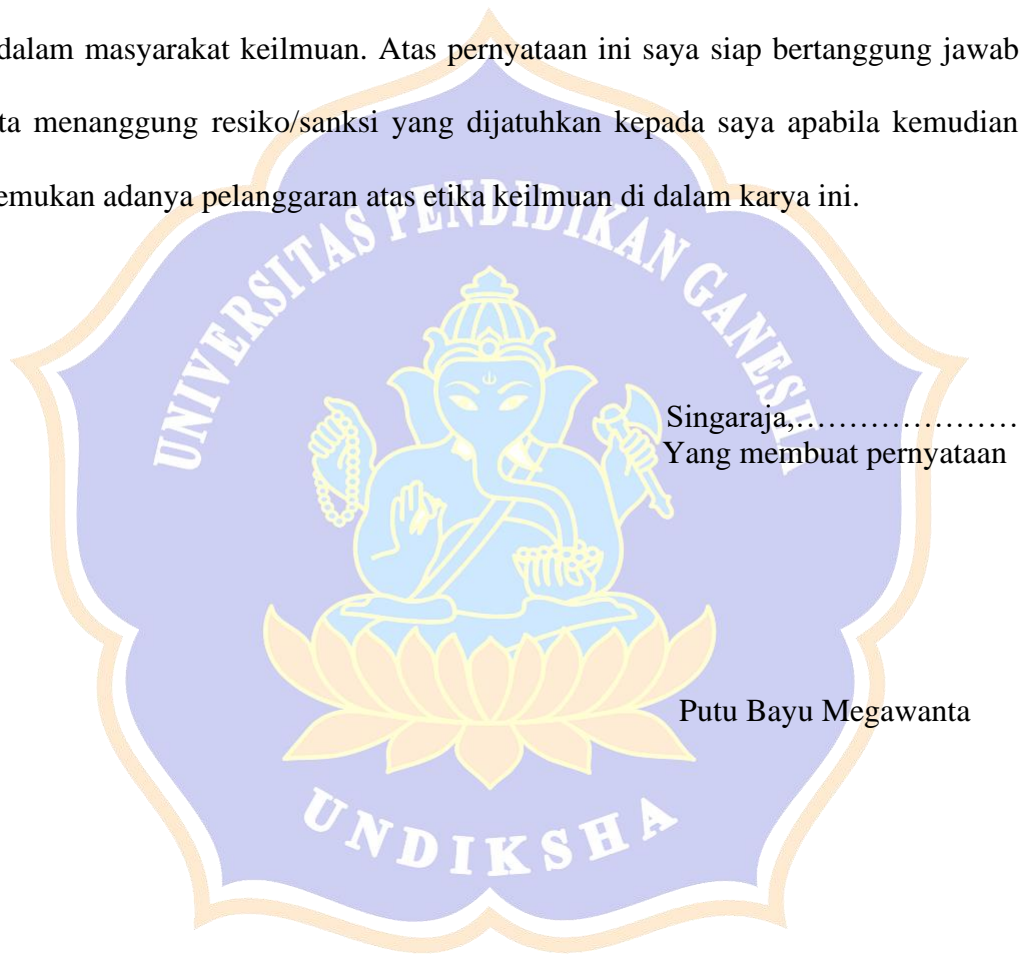 dalam masyarakat keilmuan. Atas pernyataan ini saya siap bertanggung jawab
ta menanggung resiko/sanksi yang dijatuhkan kepada saya apabila kemudian
emukan adanya pelanggaran atas etika keilmuan di dalam karya ini.
UNIVERSITAS PENDIDIKAN GANESHA
Singaraja,…………………
Yang membuat pernyataan
Putu Bayu Megawanta
UNDIKSHA